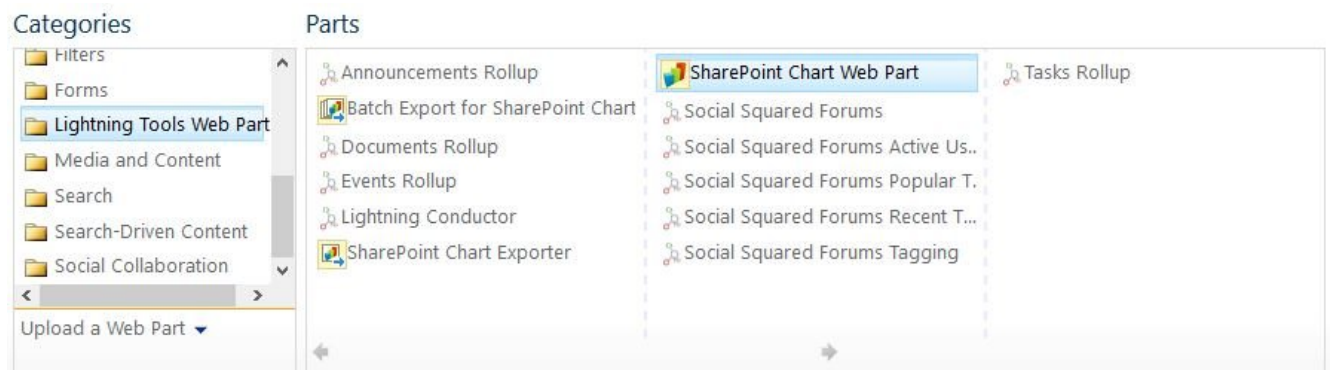 Categories
Parts
Filters
Forms
Lightning Tools Web Part
Media and Content
Search
Search-Driven Content
Social Collaboration
Upload a Web Part
Announcements Rollup
Batch Export for SharePoint Chart
Documents Rollup
Events Rollup
Lightning Conductor
SharePoint Chart Exporter
SharePoint Chart Web Part
Social Squared Forums
Social Squared Forums Active Us..
Social Squared Forums Popular T.
Social Squared Forums Recent T...
Social Squared Forums Tagging
Tasks Rollup